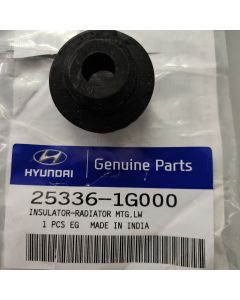 HYUNDAI
Genuine Parts
25336-1G000
INSULATOR-RADIATOR MTG,LW
1 PCS EG MADE IN INDIA